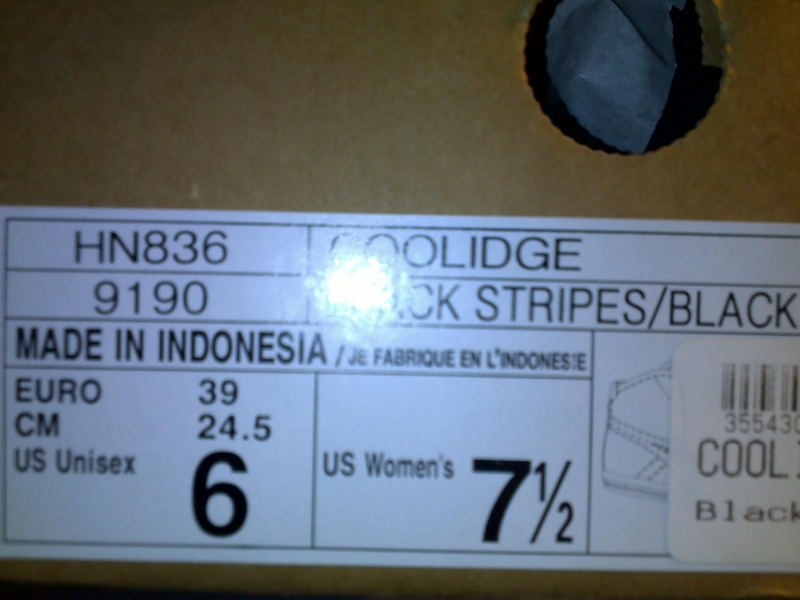 HN836 COOLIDGE
9190 STRIPES/BLACK
MADE IN INDONESIA / JE FABRIQUE EN L'INDONESIE
EURO 39
CM 24.5
US Unisex 6
US Women's 7½
355430
COOL
Black